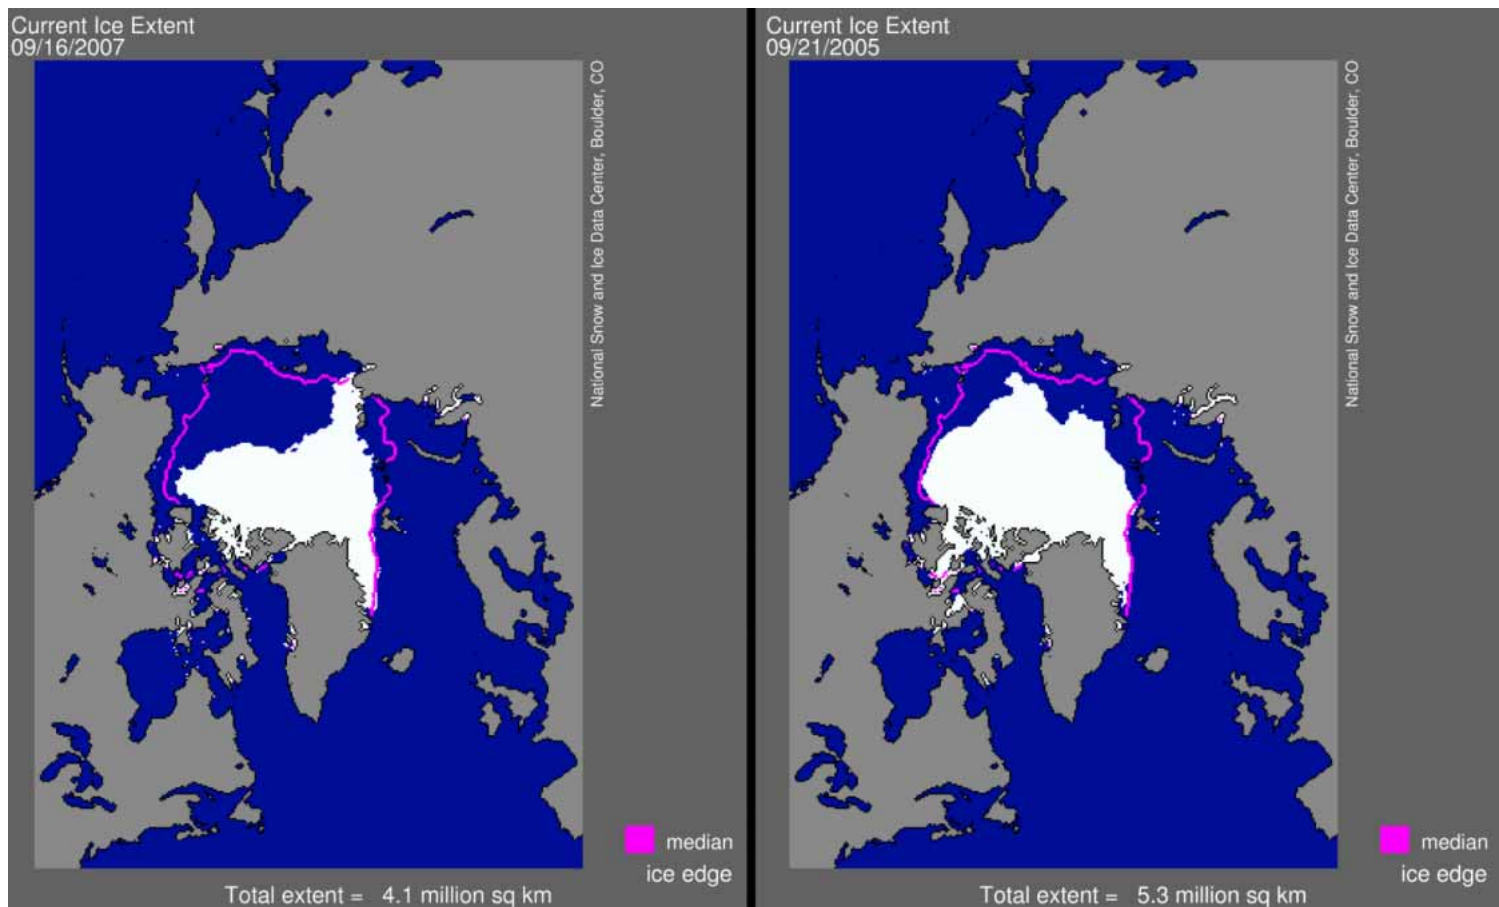 Current Ice Extent
09/16/2007
National Snow and Ice Data Center, Boulder, CO
median
ice edge
Total extent = 4.1 million sq km
Current Ice Extent
09/21/2005
National Snow and Ice Data Center, Boulder, CO
median
ice edge
Total extent = 5.3 million sq km